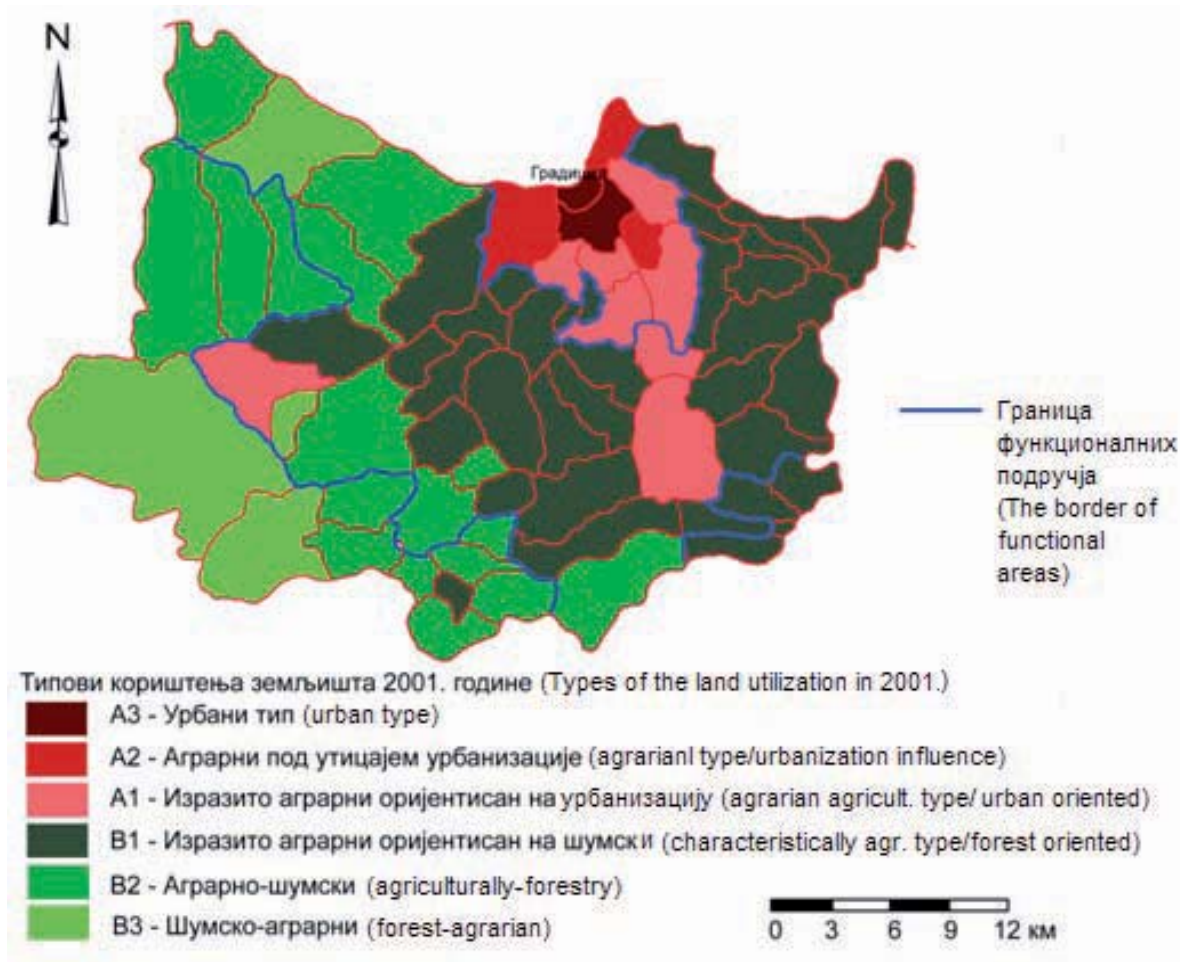 N
Градишка
Граница
функционалних
подручја
(The border of
functional
areas)
Типови кориштења земљишта 2001. године (Types of the land utilization in 2001.)
А3 - Урбани тип (urban type)
А2 - Аграрни под утицајем урбанизације (agrarianl type/urbanization influence)
А1 - Изразито аграрни оријентисан на урбанизацију (agrarian agricult. type/ urban oriented)
В1 - Изразито аграрни оријентисан на шумски (characteristically agr. type/forest oriented)
В2 - Аграрно-шумски (agriculturally-forestry)
В3 - Шумско-аграрни (forest-agrarian)
0 3 6 9 12 км